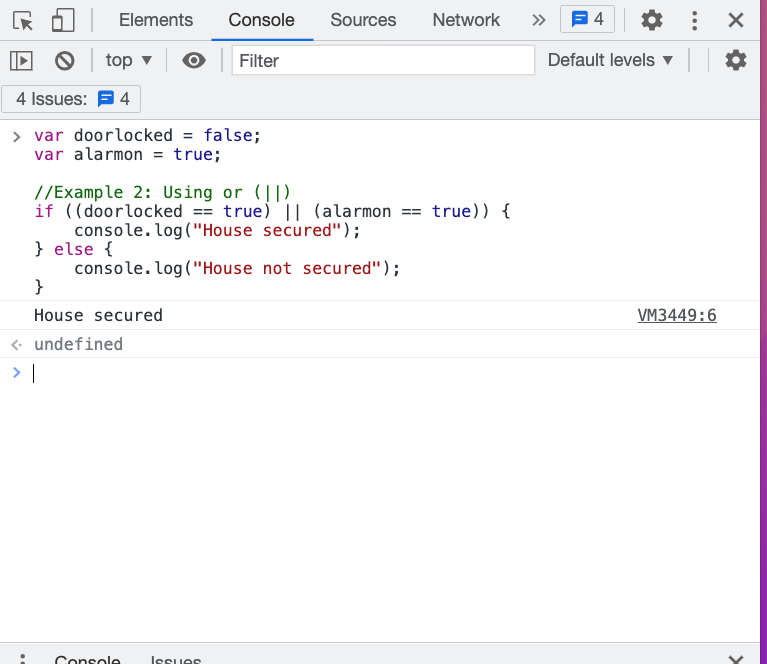 Elements Console Sources Network » 4
top ▼ Filter Default levels ▼
4 Issues: 4
> var doorlocked = false;
var alarmon = true;
//Example 2: Using or (||)
if ((doorlocked == true) || (alarmon == true)) {
    console.log("House secured");
} else {
    console.log("House not secured");
}
House secured VM3449:6
undefined
>
Console Issues